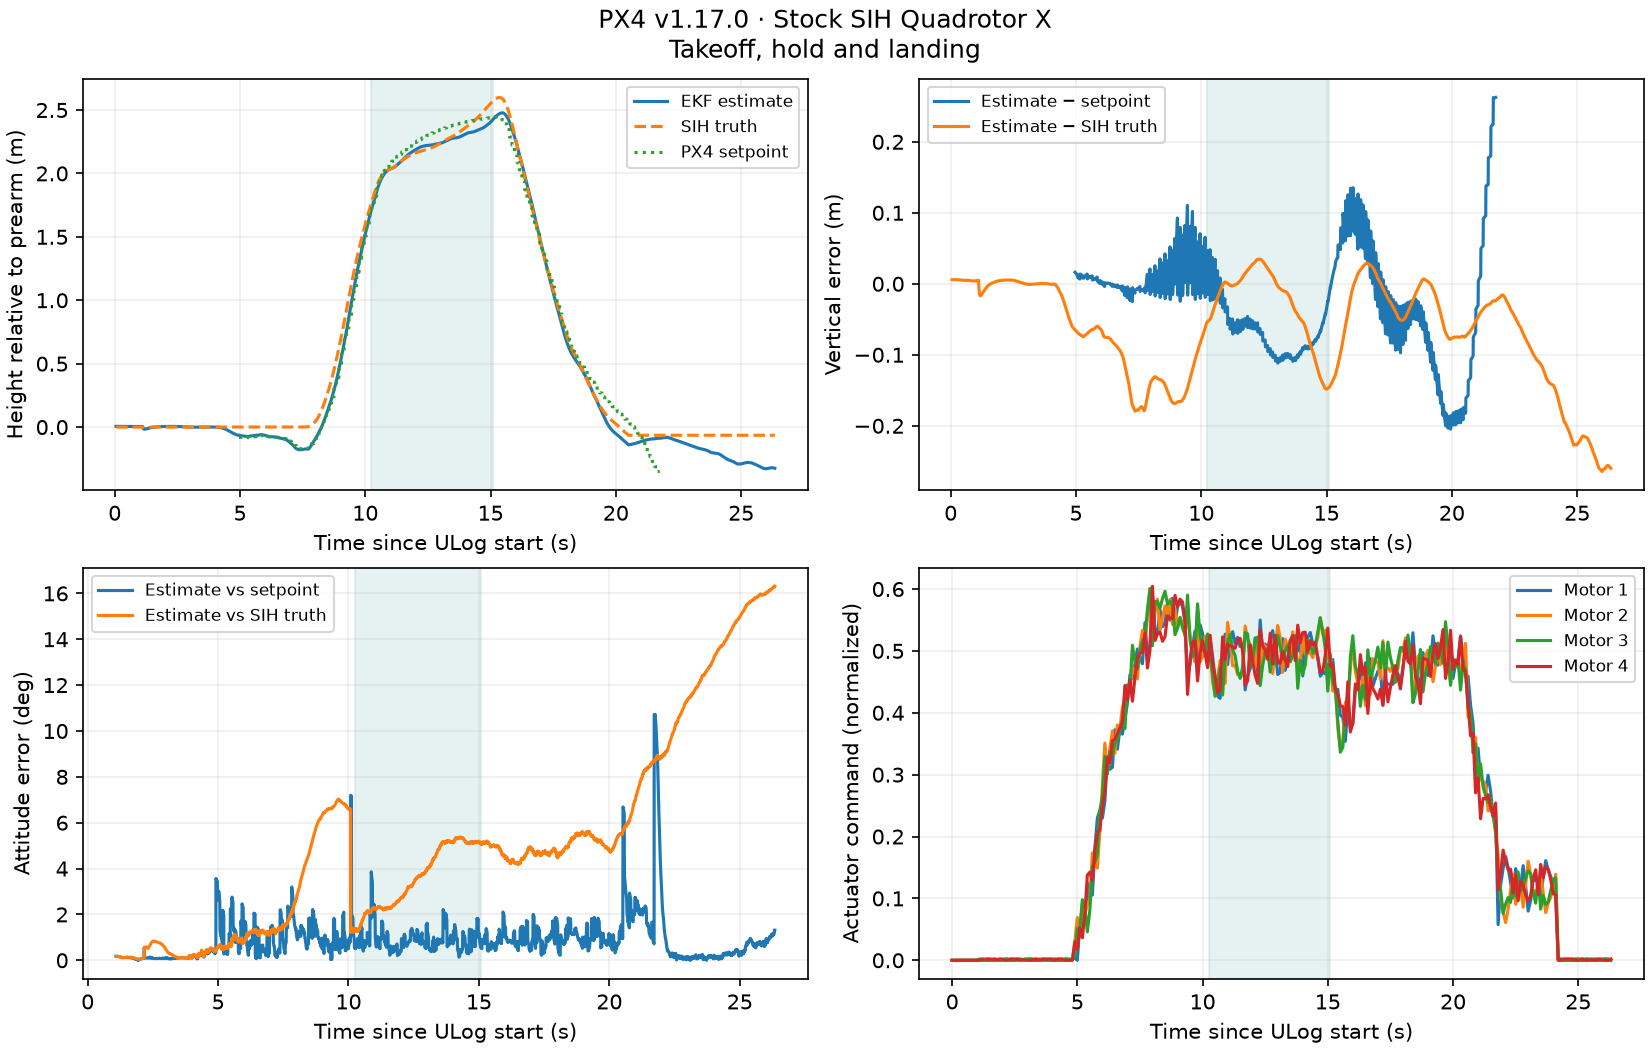 PX4 v1.17.0 · Stock SIH Quadrotor X
Takeoff, hold and landing
Height relative to prearm (m)
2.5
2.0
1.5
1.0
0.5
0.0
EKF estimate
SIH truth
PX4 setpoint
0 5 10 15 20 25
Time since ULog start (s)
Vertical error (m)
0.2
0.1
0.0
−0.1
−0.2
Estimate − setpoint
Estimate − SIH truth
0 5 10 15 20 25
Time since ULog start (s)
Attitude error (deg)
16
14
12
10
8
6
4
2
0
Estimate vs setpoint
Estimate vs SIH truth
0 5 10 15 20 25
Time since ULog start (s)
Actuator command (normalized)
0.6
0.5
0.4
0.3
0.2
0.1
0.0
Motor 1
Motor 2
Motor 3
Motor 4
0 5 10 15 20 25
Time since ULog start (s)